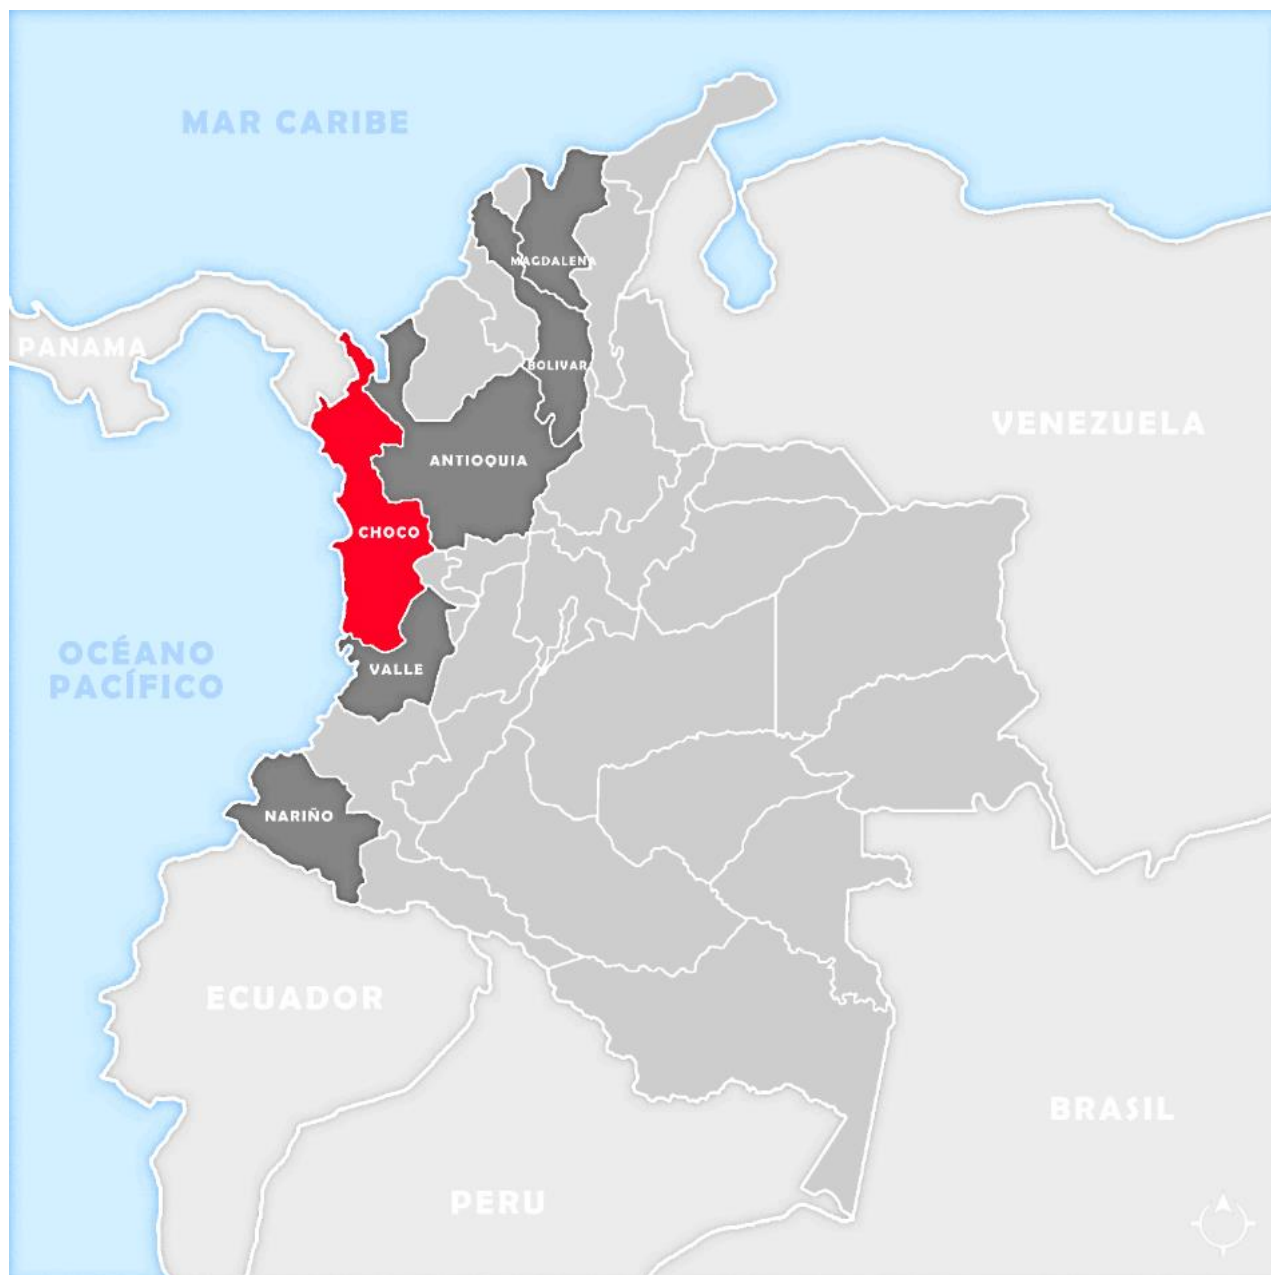 MAR CARIBE
MAGDALENA
PANAMA
BOLIVAR
VENEZUELA
ANTIOQUIA
CHOCO
OCÉANO
PACÍFICO
VALLE
NARIÑO
ECUADOR
BRASIL
PERU